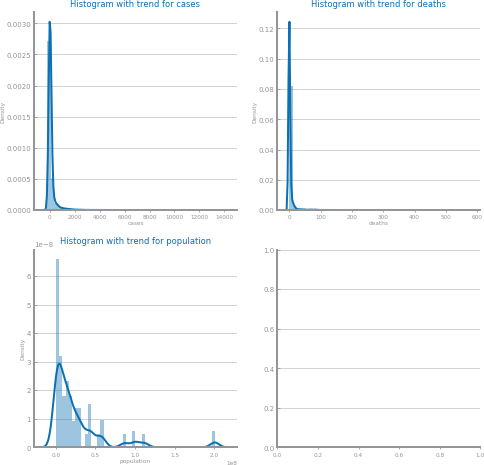 Histogram with trend for cases
0.0030
0.0025
0.0020
0.0015
0.0010
0.0005
0.0000
Density
0 2000 4000 6000 8000 10000 12000 14000
cases
Histogram with trend for deaths
0.12
0.10
0.08
0.06
0.04
0.02
0.00
Density
0 100 200 300 400 500 600
deaths
Histogram with trend for population
1e−8
6
5
4
3
2
1
0
Density
0.0 0.5 1.0 1.5 2.0
population
1e8
1.0
0.8
0.6
0.4
0.2
0.0
0.0 0.2 0.4 0.6 0.8 1.0